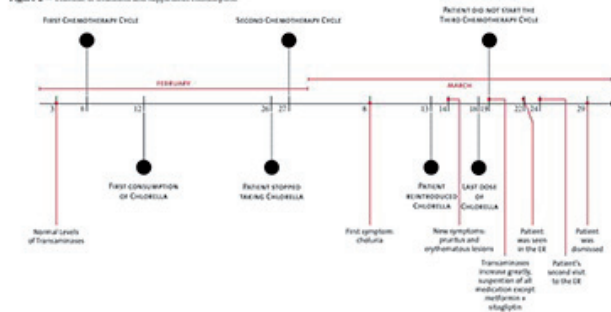 FIRST CHEMOTHERAPY CYCLE
SECOND CHEMOTHERAPY CYCLE
PATIENT DID NOT START THE
THIRD CHEMOTHERAPY CYCLE
FEBRUARY
MARCH
3 12 26 27 8 13 16 18 19 22 24 29
FIRST CONSUMPTION
OF CHLORELLA
PATIENT STOPPED
TAKING CHLORELLA
PATIENT
REINTRODUCED
CHLORELLA
LAST DOSE
OF
CHLORELLA
Normal Levels
of Transaminases
First symptom:
choluria
New symptoms:
pruritus and
erythematous lesions
Transaminases
increase greatly,
suspention of all
medication except
metformin +
sitagliptin
Patient
was seen
in the ER
Patient's
second visit
to the ER
Patient
was
dismissed